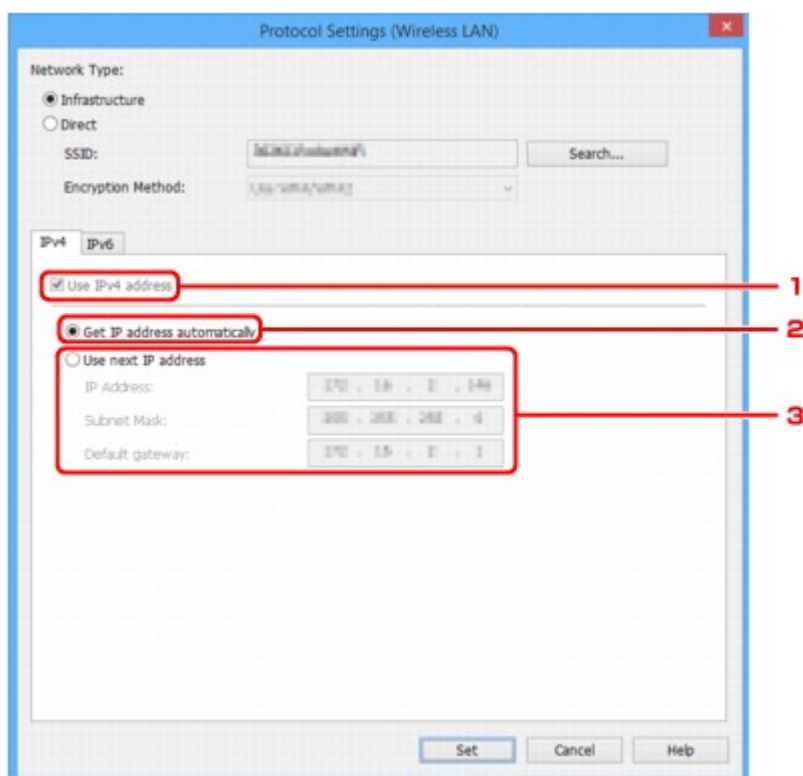 Protocol Settings (Wireless LAN)
Network Type:
Infrastructure
Direct
SSID:
Search...
Encryption Method:
IPv4 IPv6
Use IPv4 address
1
Get IP address automatically
2
Use next IP address
IP Address:
Subnet Mask:
3
Default gateway:
Set Cancel Help